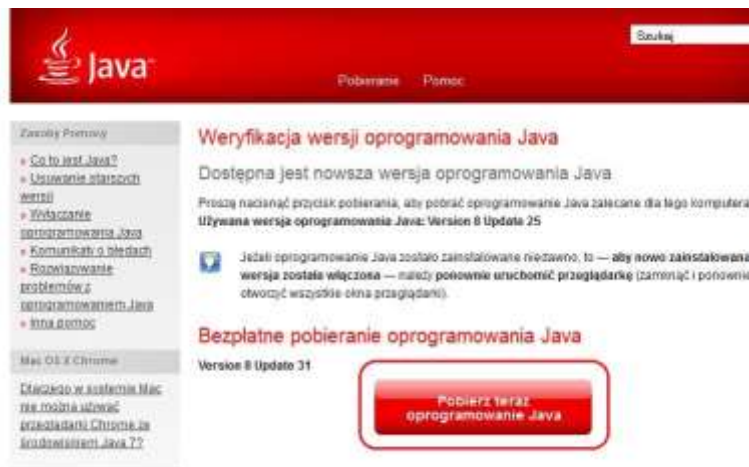 Java
Szukaj
Pobieranie Pomoc
Zasoby Pomocy
» Co to jest Java?
» Usuwanie starszych
wersji
» Wyłączanie
oprogramowania Java
» Komunikaty o błędach
» Rozwiązywanie
problemów z
oprogramowaniem Java
» Inna pomoc
Mac OS X Chrome
Dlaczego w systemie Mac
nie można używać
przeglądarki Chrome ze
środowiskiem Java 7?
Weryfikacja wersji oprogramowania Java
Dostępna jest nowsza wersja oprogramowania Java
Proszę nacisnąć przycisk pobierania, aby pobrać oprogramowanie Java zalecane dla tego komputera
Używana wersja oprogramowania Java: Version 8 Update 25
Jeżeli oprogramowanie Java zostało zainstalowane niedawno, to — aby nowo zainstalowana
wersja została włączona — należy ponownie uruchomić przeglądarkę (zamknąć i ponownie
otworzyć wszystkie okna przeglądarki).
Bezpłatne pobieranie oprogramowania Java
Version 8 Update 31
Pobierz teraz
oprogramowanie Java